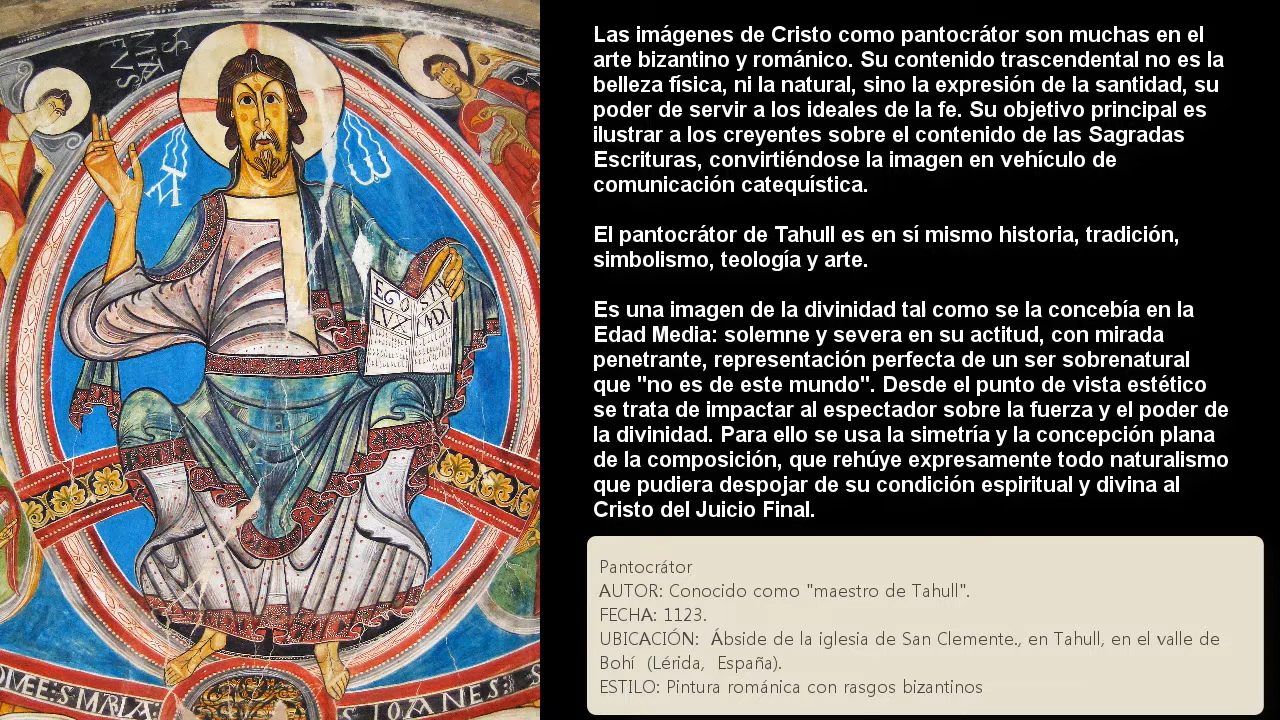 SCS
MAR
CVS
A
ω
EGO SUM
LUX MUDI
Las imágenes de Cristo como pantocrátor son muchas en el
arte bizantino y románico. Su contenido trascendental no es la
belleza física, ni la natural, sino la expresión de la santidad, su
poder de servir a los ideales de la fe. Su objetivo principal es
ilustrar a los creyentes sobre el contenido de las Sagradas
Escrituras, convirtiéndose la imagen en vehículo de
comunicación catequística.
El pantocrátor de Tahull es en sí mismo historia, tradición,
simbolismo, teología y arte.
Es una imagen de la divinidad tal como se la concebía en la
Edad Media: solemne y severa en su actitud, con mirada
penetrante, representación perfecta de un ser sobrenatural
que "no es de este mundo". Desde el punto de vista estético
se trata de impactar al espectador sobre la fuerza y el poder de
la divinidad. Para ello se usa la simetría y la concepción plana
de la composición, que rehúye expresamente todo naturalismo
que pudiera despojar de su condición espiritual y divina al
Cristo del Juicio Final.
Pantocrátor
AUTOR: Conocido como "maestro de Tahull".
FECHA: 1123.
UBICACIÓN:  Ábside de la iglesia de San Clemente., en Tahull, en el valle de
Bohí  (Lérida,  España).
ESTILO: Pintura románica con rasgos bizantinos
MEE: S MARIA
S IOANES: